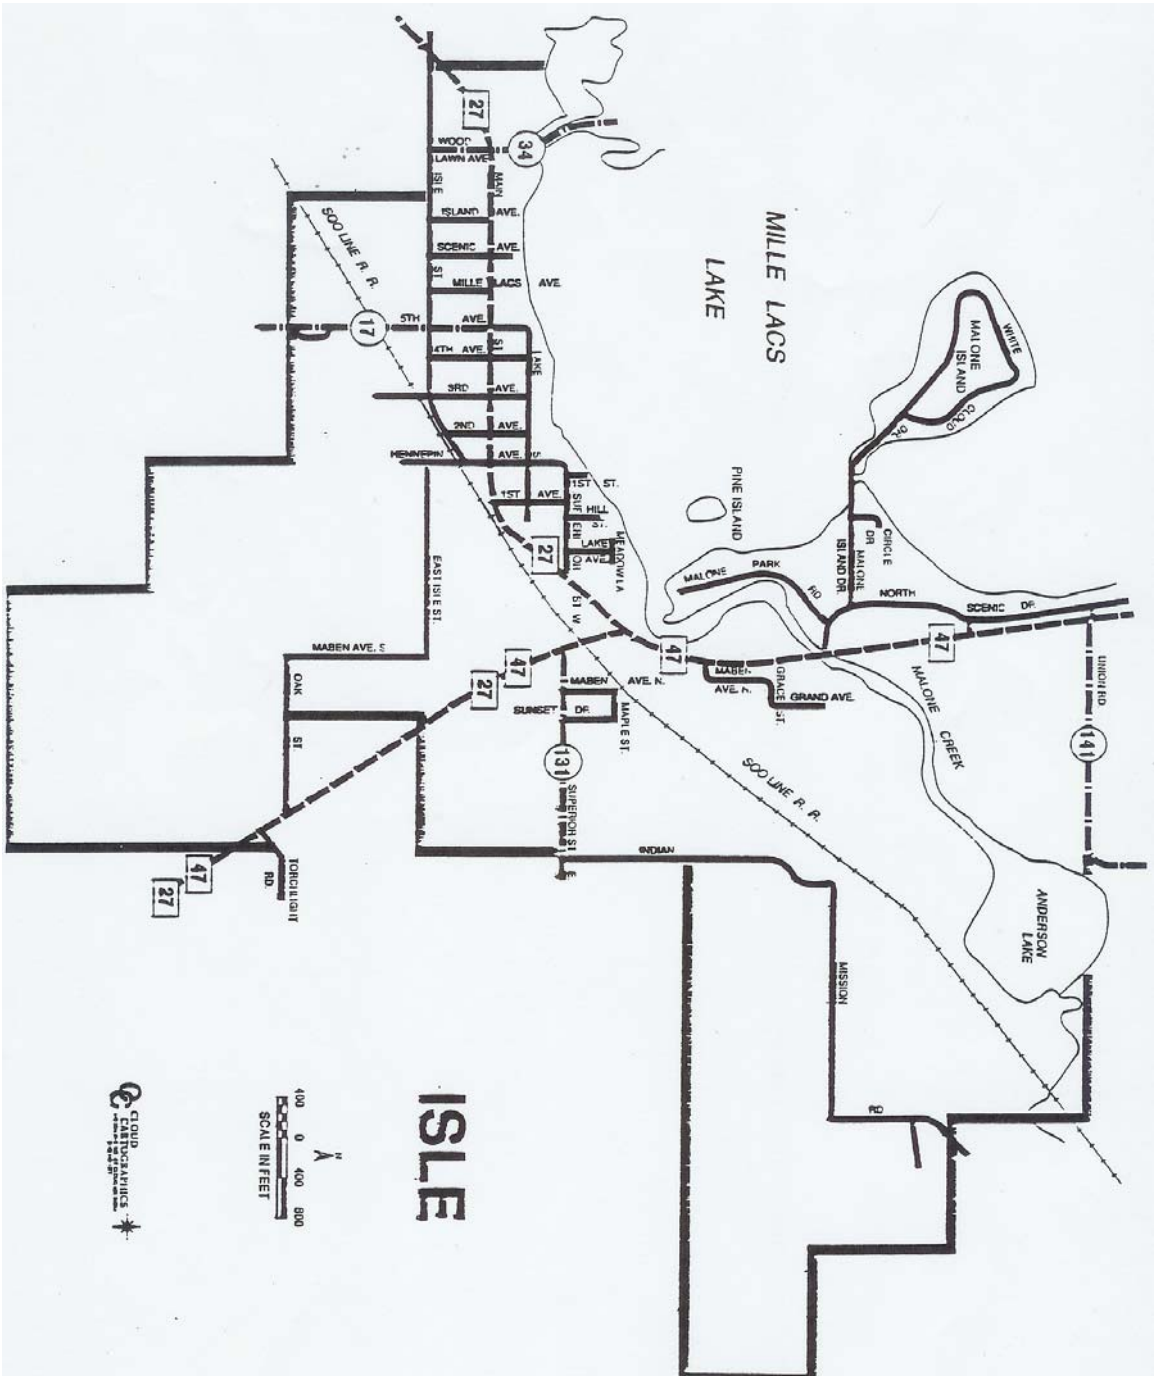 MILLE LACS
LAKE
MALONE
ISLAND
WHITE
CLOUD
DR.
PINE ISLAND
CIRCLE
DR
MALONE
ISLAND DR.
MALONE PARK RD
NORTH SCENIC DR.
47
UNION RD.
141
MALONE
CREEK
ANDERSON
LAKE
27
34
WOOD
LAWN AVE.
ISLE ST.
MAIN ST
ISLAND AVE.
SCENIC AVE.
MILLE LACS AVE.
SOO LINE R. R.
17
5TH AVE.
4TH AVE.
LAKE
3RD AVE.
2ND AVE.
HENNEPIN AVE. S
1ST AVE.
1ST ST.
HILL
ST.
LAKE
AVE.
MEADOW LA
ST W
27
EAST ISLE ST.
MABEN AVE. S
OAK ST.
47
27
47
MABEN AVE. N.
SUNSET DR.
MAPLE ST.
MABEN
AVE. N.
GRACE ST.
GRAND AVE.
131
SUPERIOR ST E
SOO LINE R. R.
INDIAN MISSION RD
TORCHLIGHT
RD.
47
27
ISLE
N
400 0 400 800
SCALE IN FEET
CLOUD
CARTOGRAPHICS